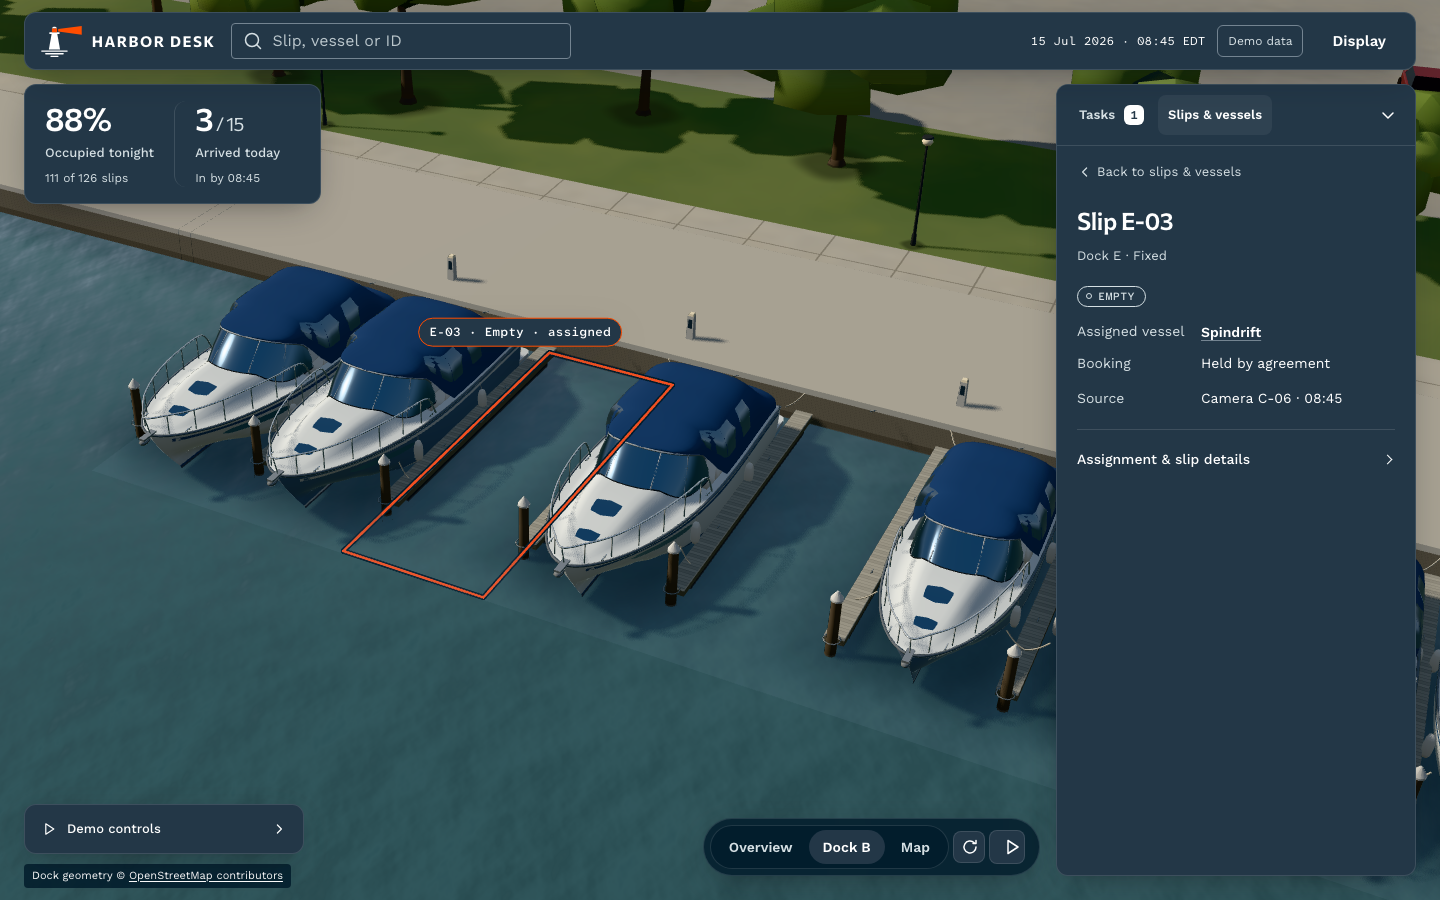 HARBOR DESK
Slip, vessel or ID
15 Jul 2026 · 08:45 EDT
Demo data
Display
88%
Occupied tonight
111 of 126 slips
3/15
Arrived today
In by 08:45
Tasks 1
Slips & vessels
Back to slips & vessels
Slip E-03
Dock E · Fixed
EMPTY
Assigned vessel Spindrift
Booking Held by agreement
Source Camera C-06 · 08:45
Assignment & slip details
E-03 · Empty · assigned
Demo controls
Overview
Dock B
Map
Dock geometry © OpenStreetMap contributors